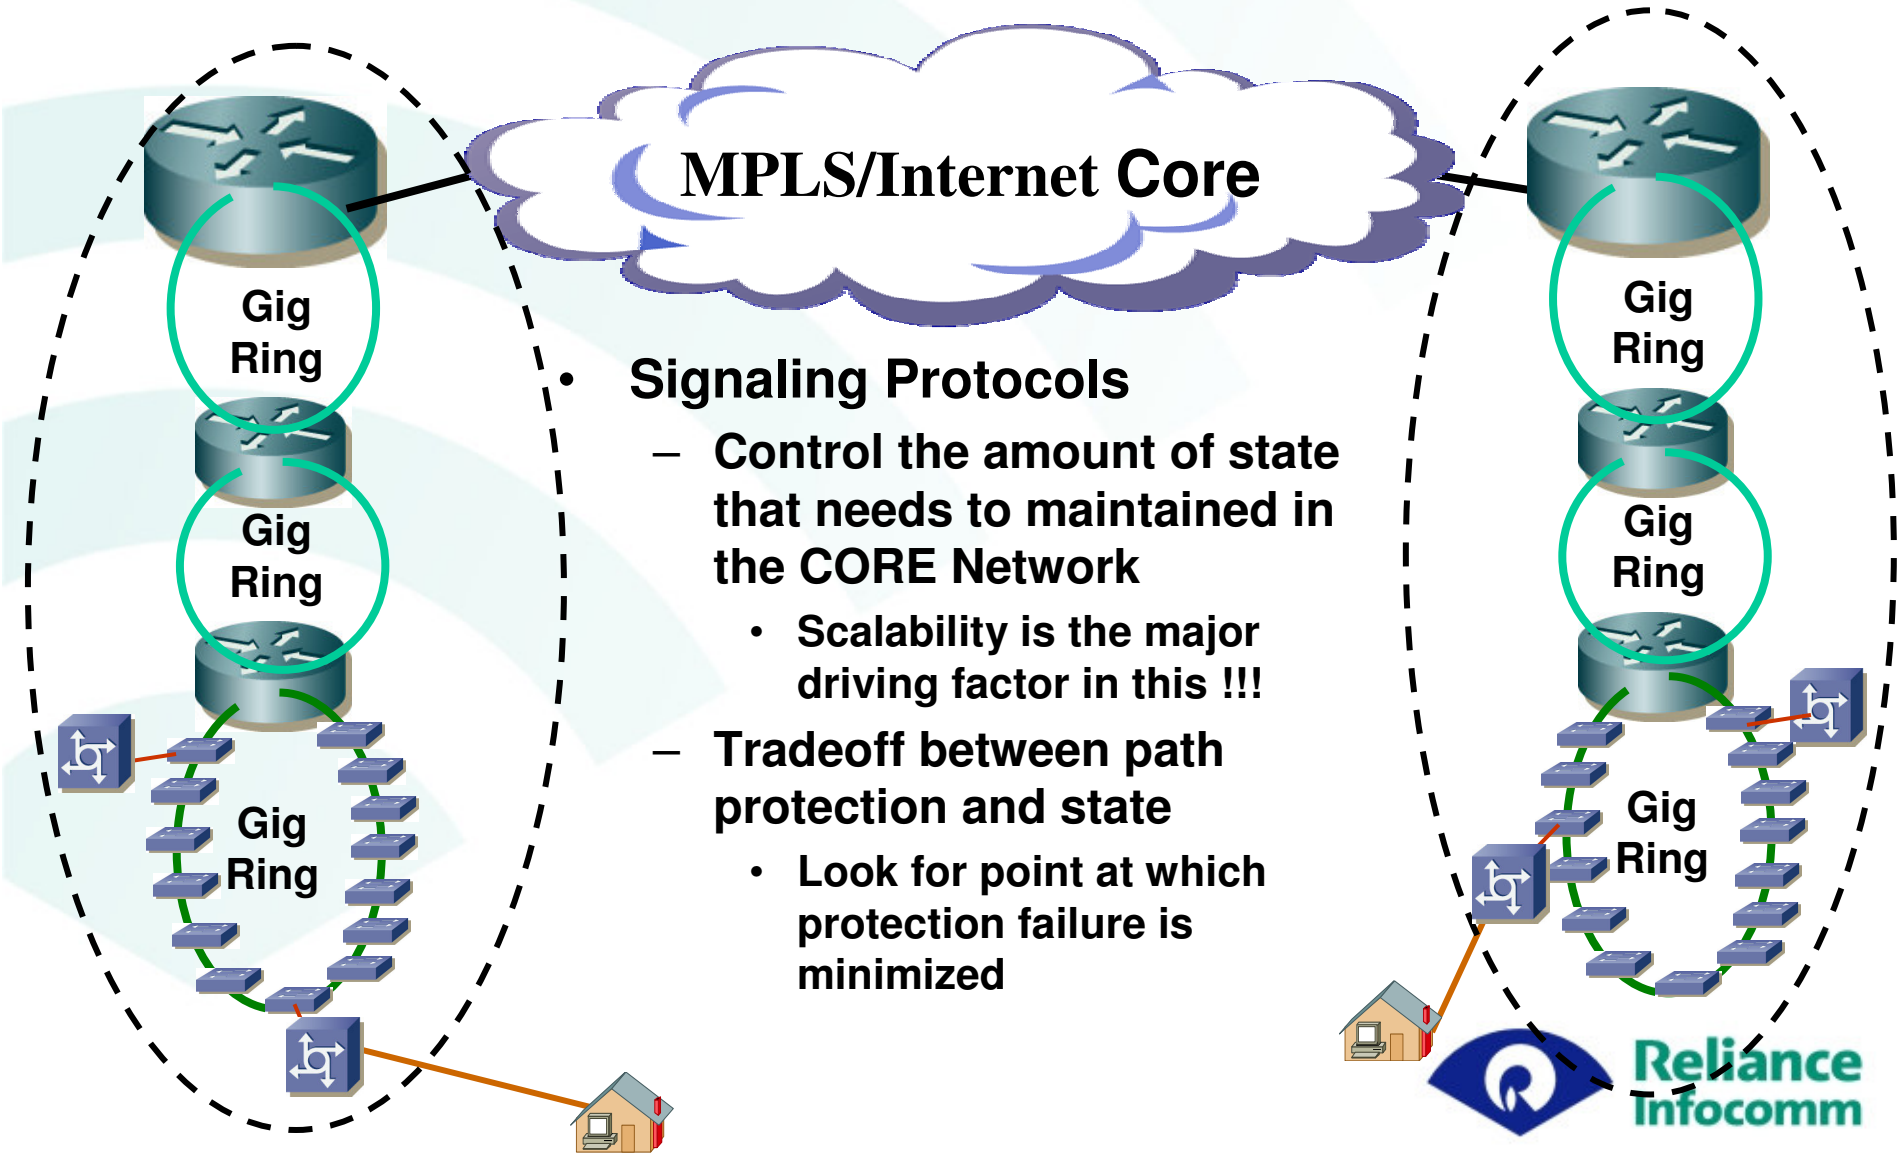 MPLS/Internet Core
Gig
Ring
Gig
Ring
Gig
Ring
• Signaling Protocols
– Control the amount of state
that needs to maintained in
the CORE Network
• Scalability is the major
driving factor in this !!!
– Tradeoff between path
protection and state
• Look for point at which
protection failure is
minimized
Gig
Ring
Gig
Ring
Gig
Ring
Reliance
Infocomm